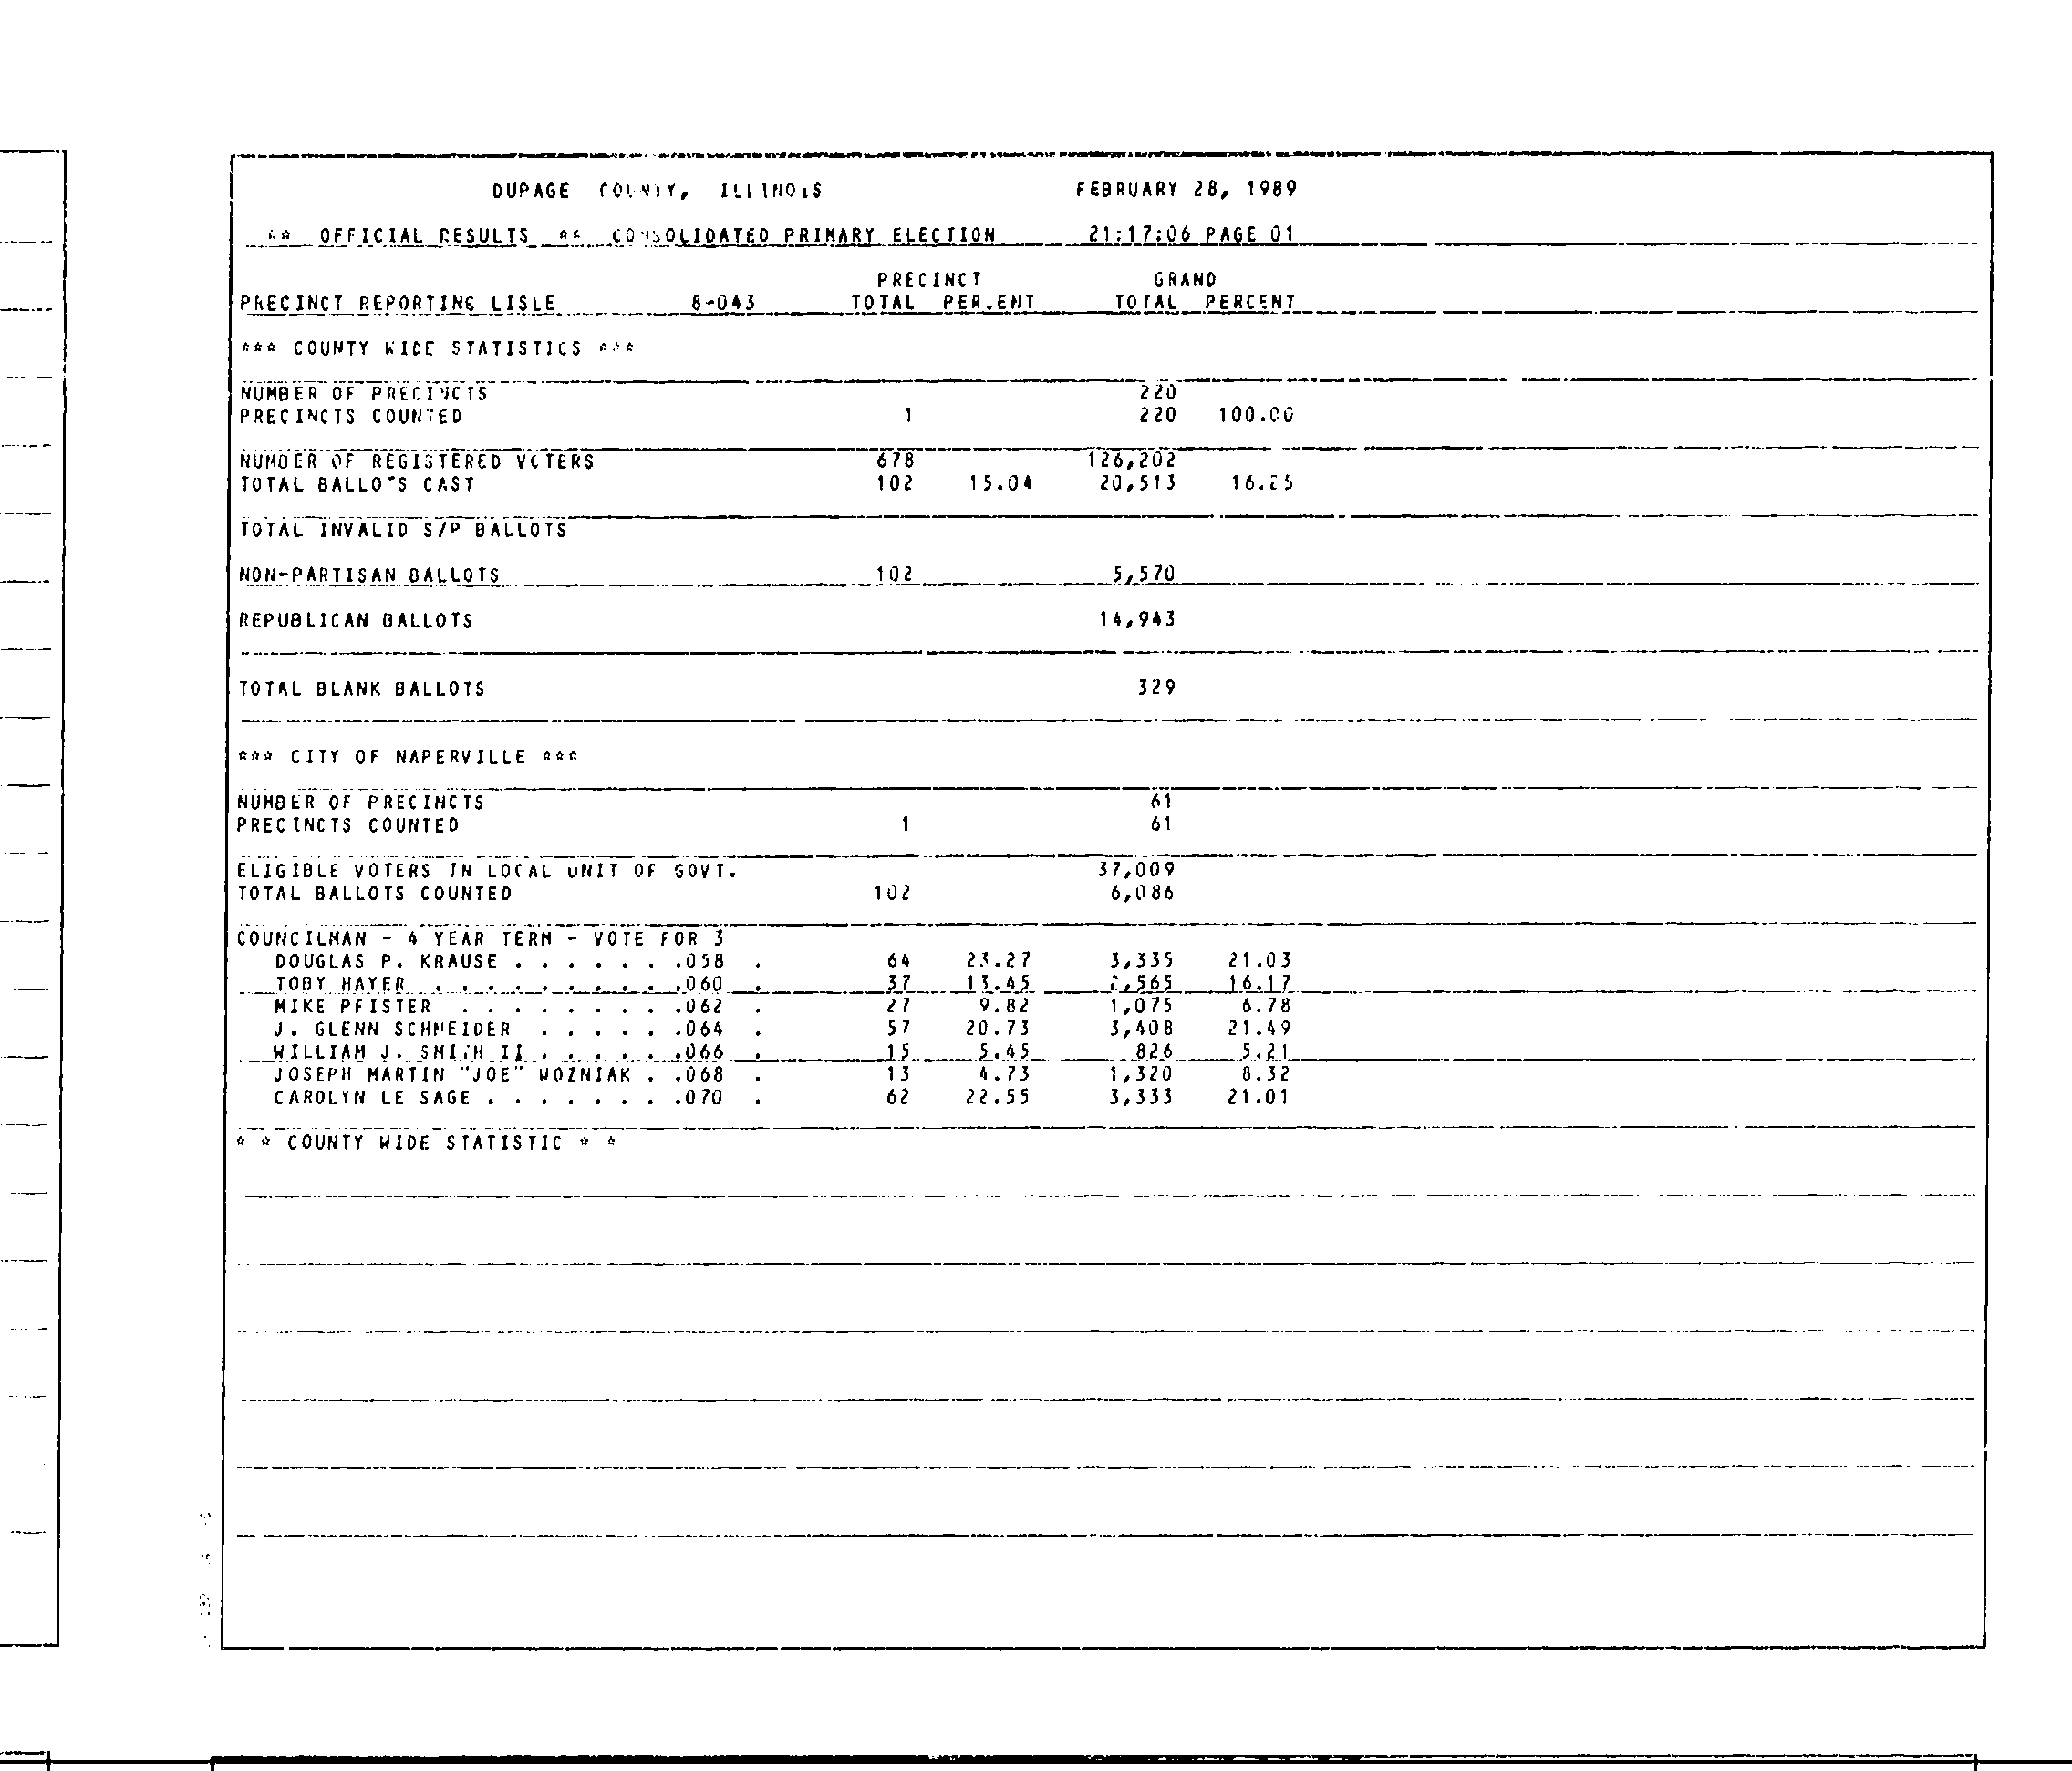 DUPAGE COUNTY, ILLINOIS FEBRUARY 28, 1989
** OFFICIAL RESULTS ** CONSOLIDATED PRIMARY ELECTION 21:17:06 PAGE 01
PRECINCT GRAND
PRECINCT REPORTING LISLE 8-043 TOTAL PERCENT TOTAL PERCENT
*** COUNTY WIDE STATISTICS ***
NUMBER OF PRECINCTS 220
PRECINCTS COUNTED 1 220 100.00
NUMBER OF REGISTERED VOTERS 678 126,202
TOTAL BALLOTS CAST 102 15.04 20,513 16.25
TOTAL INVALID S/P BALLOTS
NON-PARTISAN BALLOTS 102 5,570
REPUBLICAN BALLOTS 14,943
TOTAL BLANK BALLOTS 329
*** CITY OF NAPERVILLE ***
NUMBER OF PRECINCTS 61
PRECINCTS COUNTED 1 61
ELIGIBLE VOTERS IN LOCAL UNIT OF GOVT. 37,009
TOTAL BALLOTS COUNTED 102 6,086
COUNCILMAN - 4 YEAR TERM - VOTE FOR 3
DOUGLAS P. KRAUSE . . . . . . .058 . 64 23.27 3,335 21.03
TOBY HAYER . . . . . . . . . .060 . 37 13.45 2,565 16.17
MIKE PFISTER . . . . . . . . .062 . 27 9.82 1,075 6.78
J. GLENN SCHNEIDER . . . . . .064 . 57 20.73 3,408 21.49
WILLIAM J. SMITH II . . . . . .066 . 15 5.45 826 5.21
JOSEPH MARTIN "JOE" WOZNIAK . .068 . 13 4.73 1,320 8.32
CAROLYN LE SAGE . . . . . . . .070 . 62 22.55 3,333 21.01
* * COUNTY WIDE STATISTIC * *